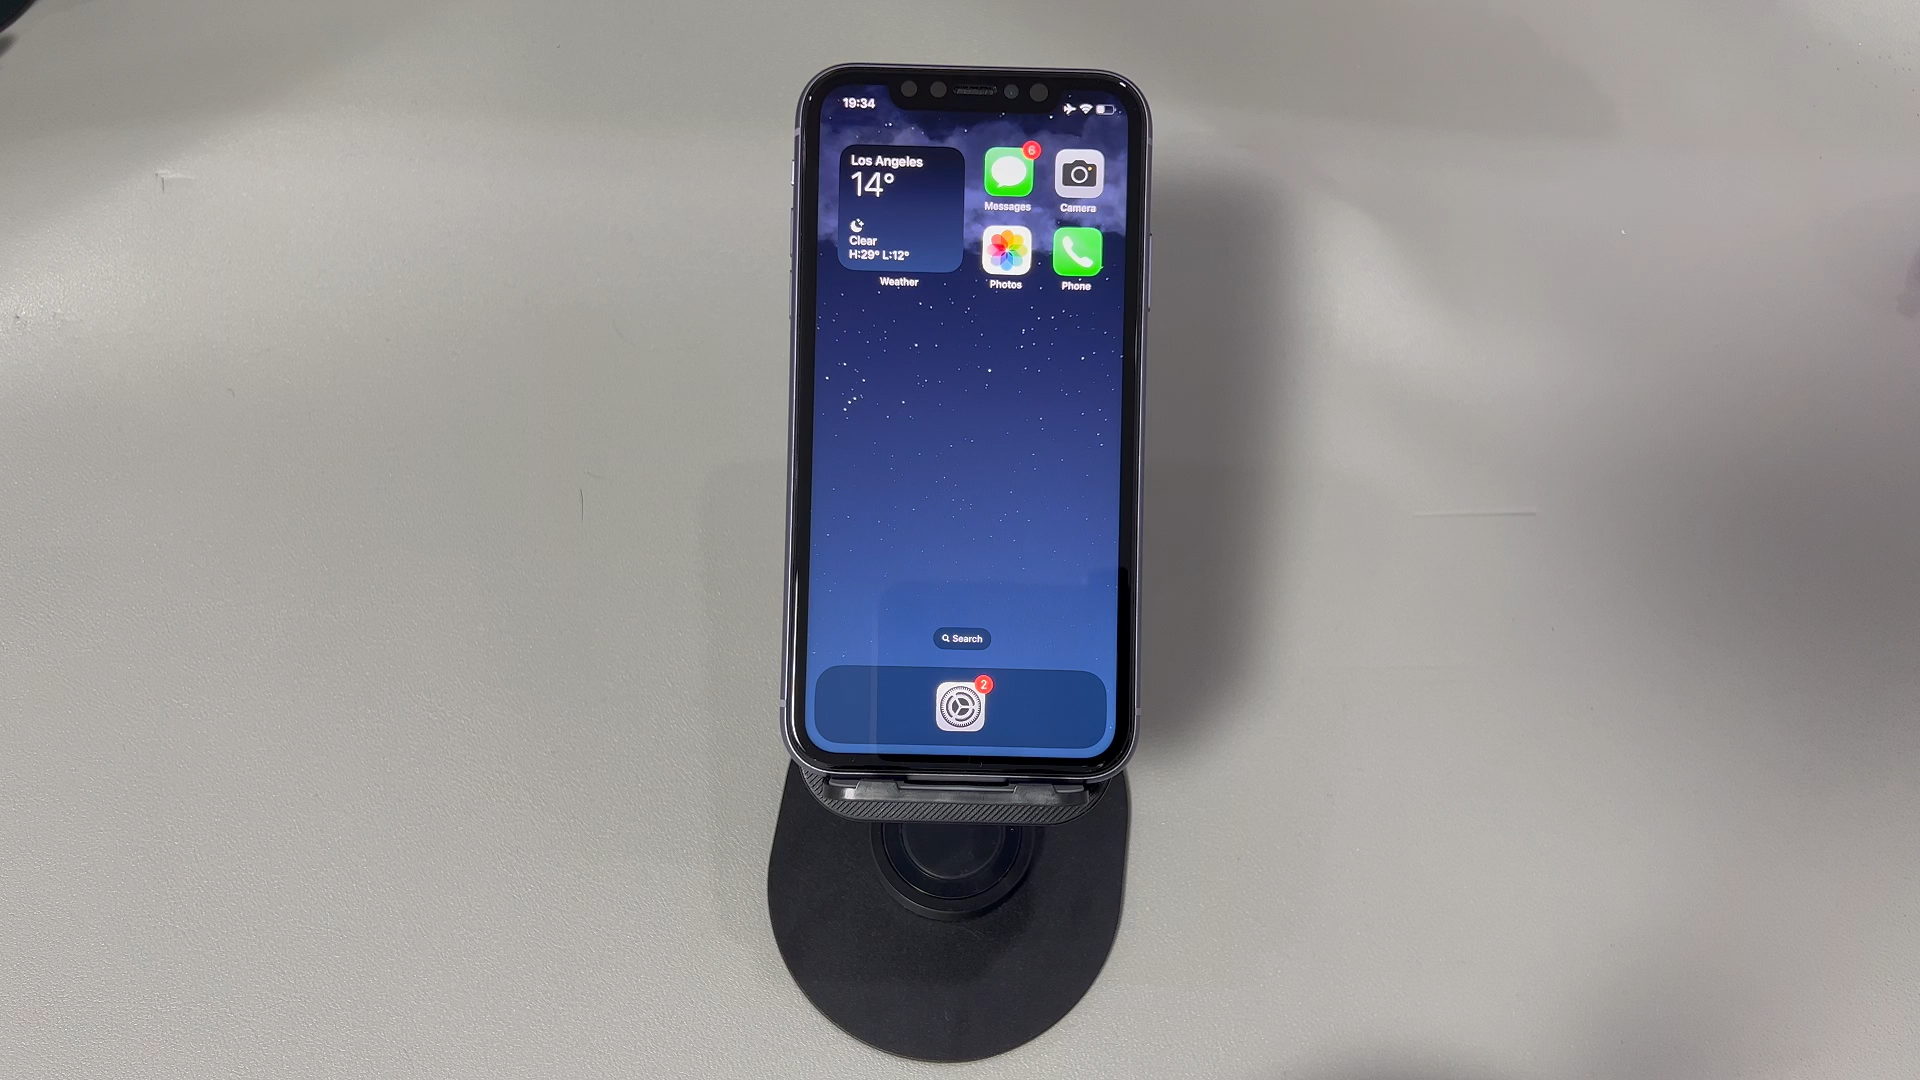 19:34
Los Angeles
14°
Clear
H:29° L:12°
Weather
6
Messages
Camera
Photos
Phone
Search
2